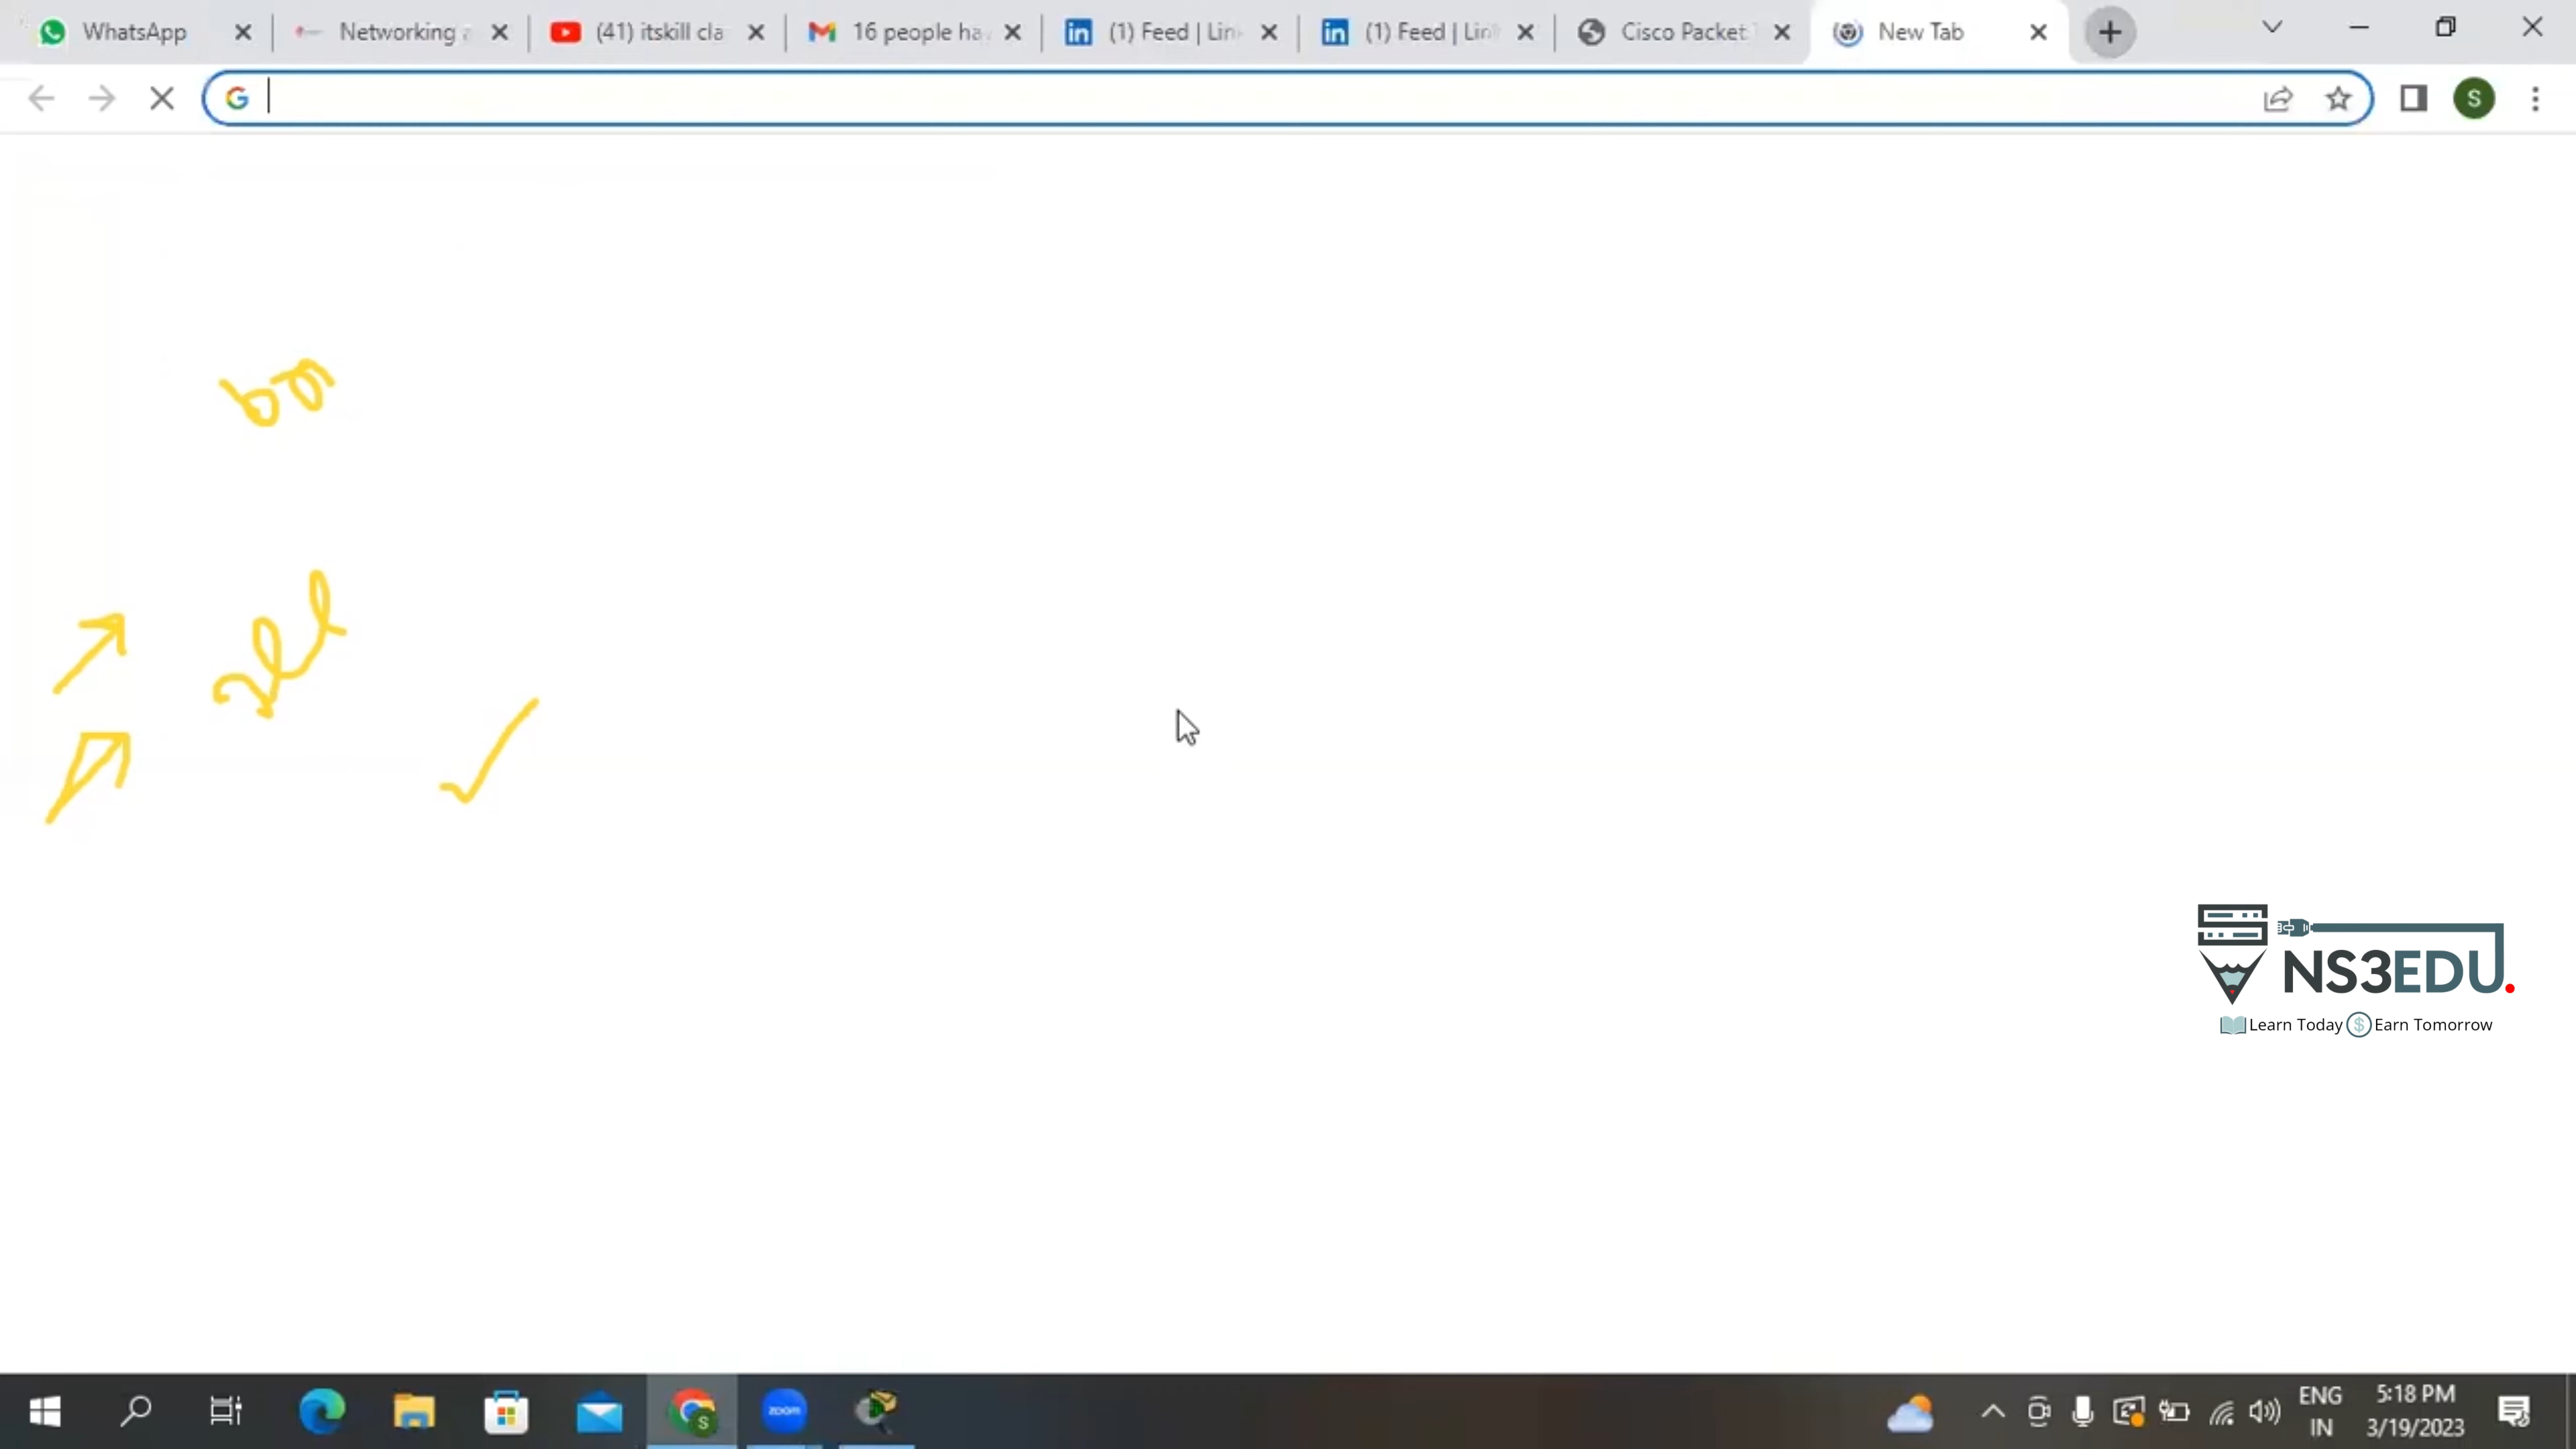 WhatsApp
Networking a
(41) itskill cla
16 people ha
(1) Feed | Lin
(1) Feed | Lin
Cisco Packet
New Tab
S
NS3EDU.
Learn Today $ Earn Tomorrow
zoom
S
ENG
IN
5:18 PM
3/19/2023